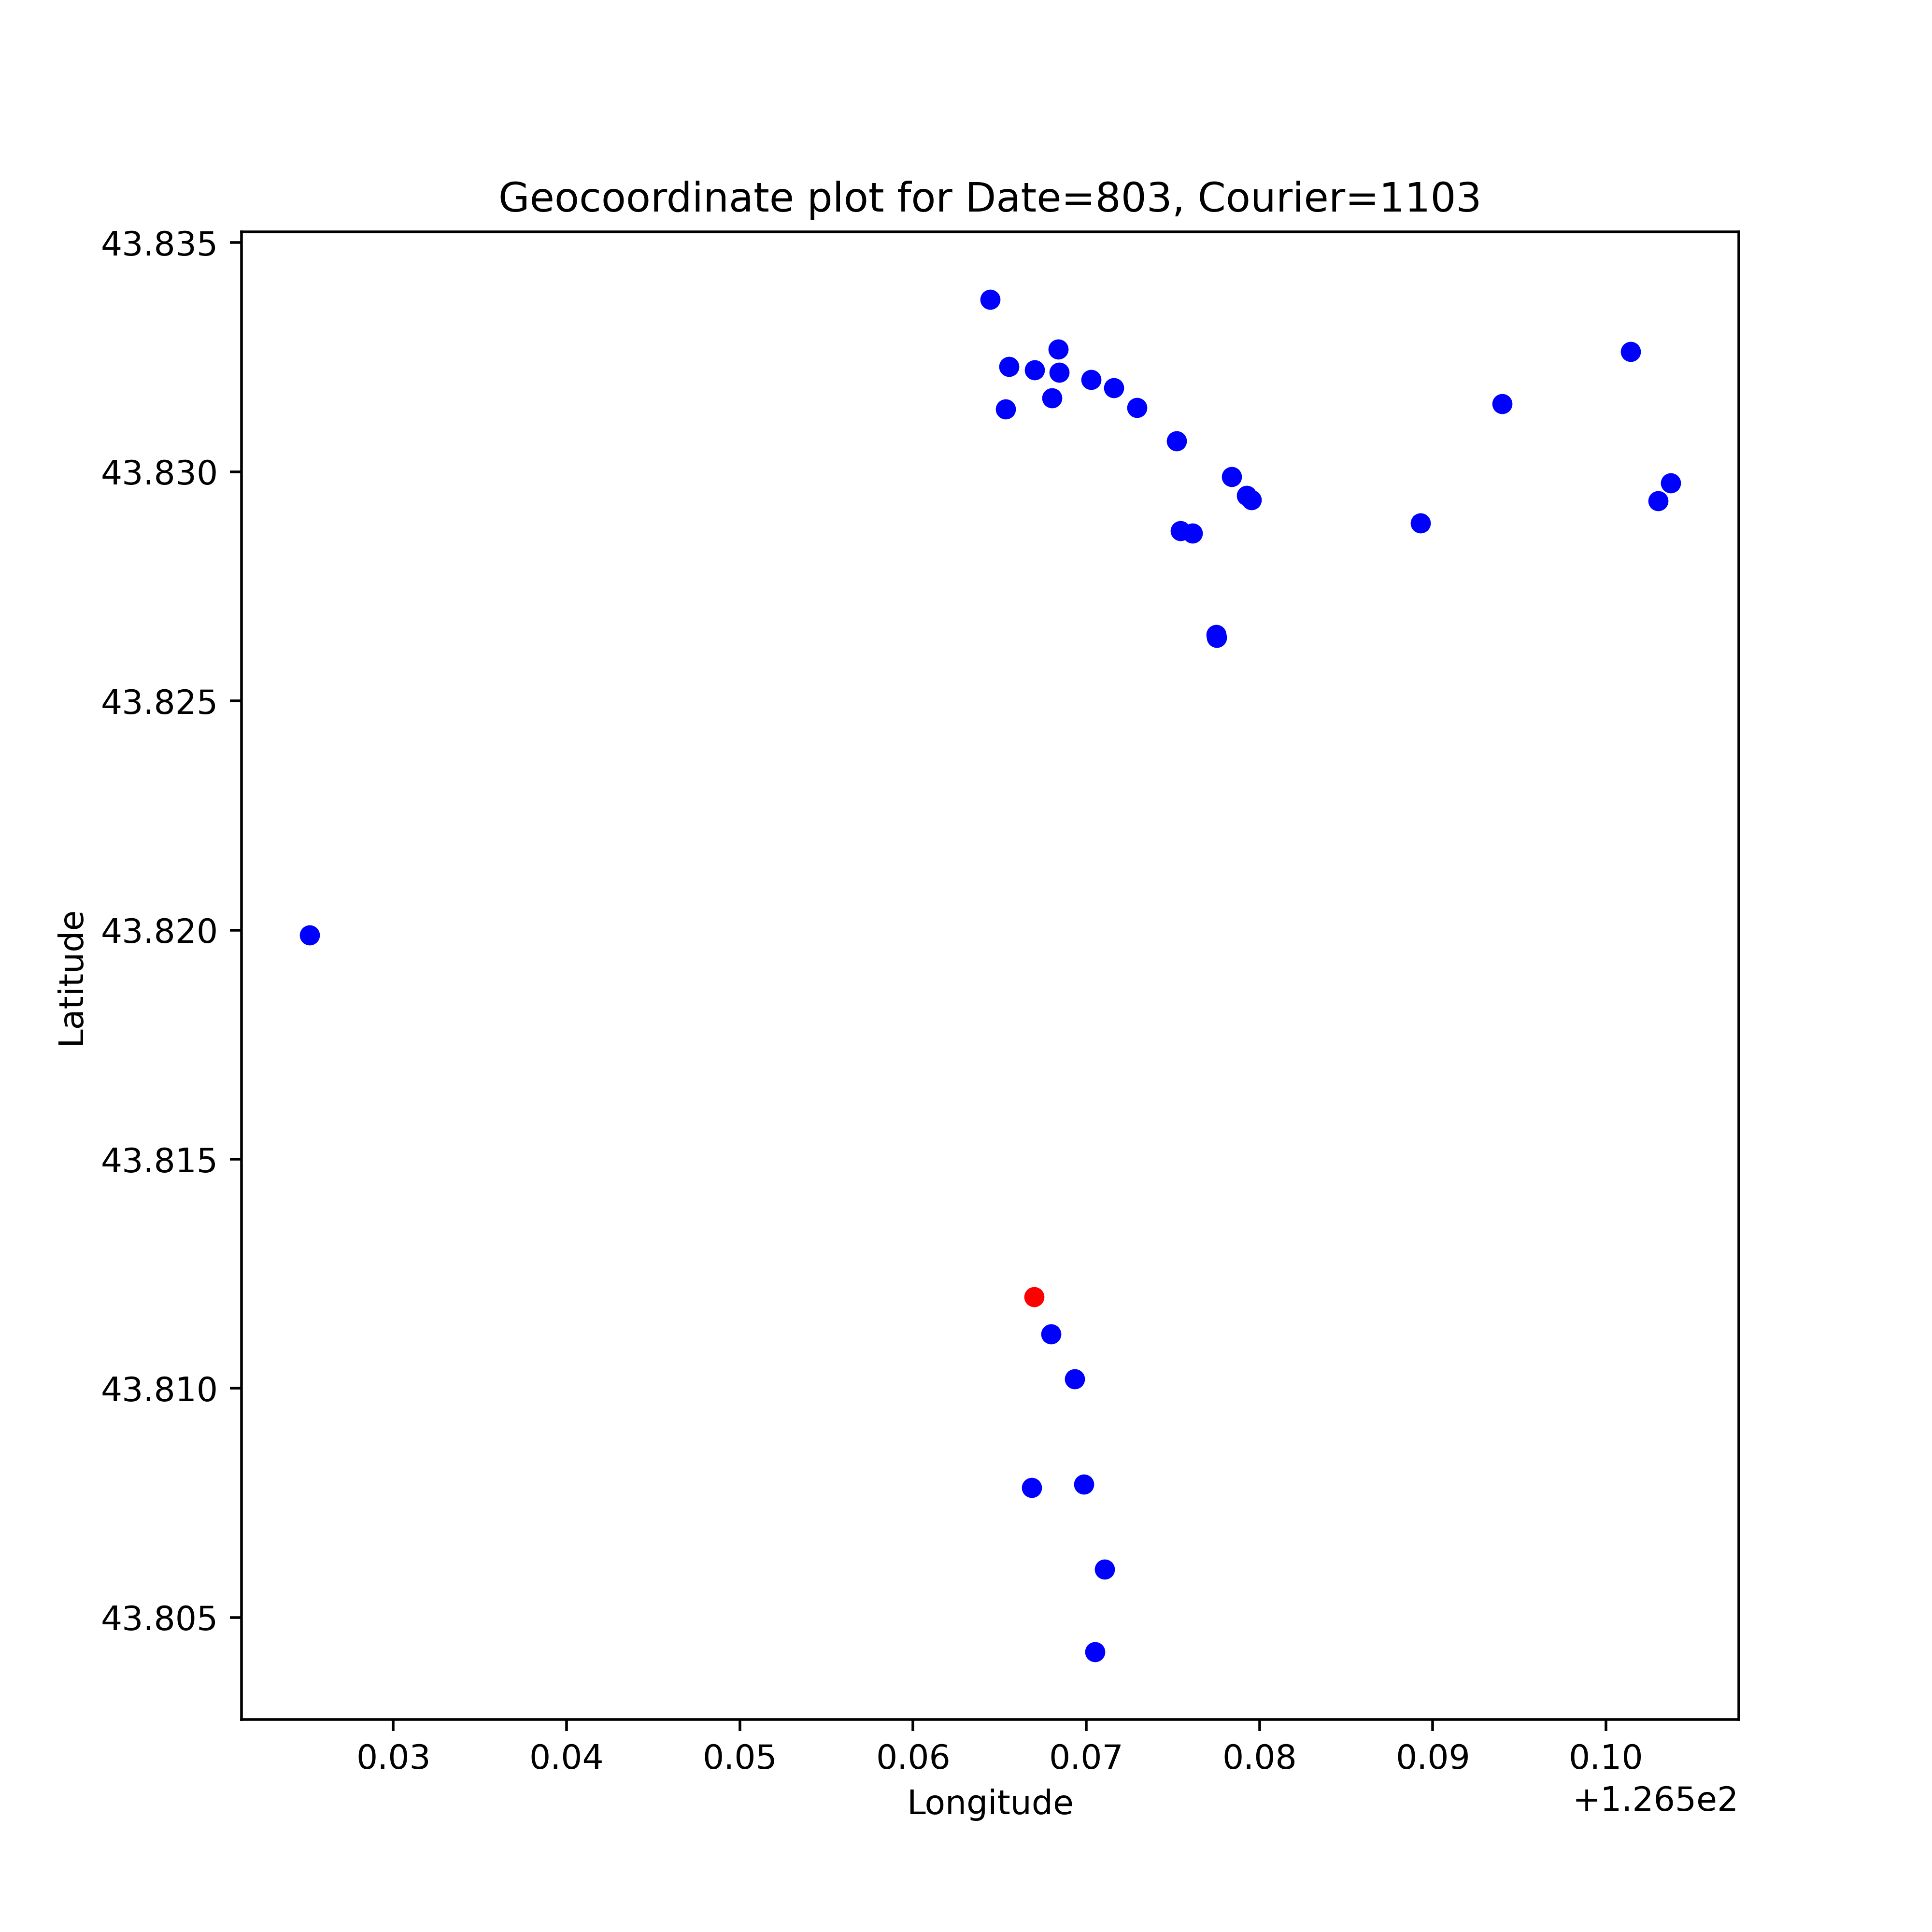 Geocoordinate plot for Date=803, Courier=1103
43.835
43.830
43.825
43.820
43.815
43.810
43.805
Latitude
0.03 0.04 0.05 0.06 0.07 0.08 0.09 0.10
Longitude
+1.265e2